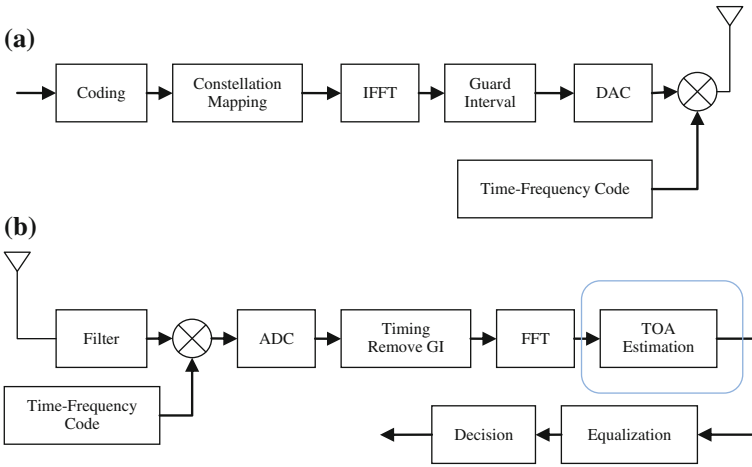 (a)
Coding
Constellation
Mapping
IFFT
Guard
Interval
DAC
Time-Frequency Code
(b)
Filter
ADC
Timing
Remove GI
FFT
TOA
Estimation
Time-Frequency
Code
Decision
Equalization